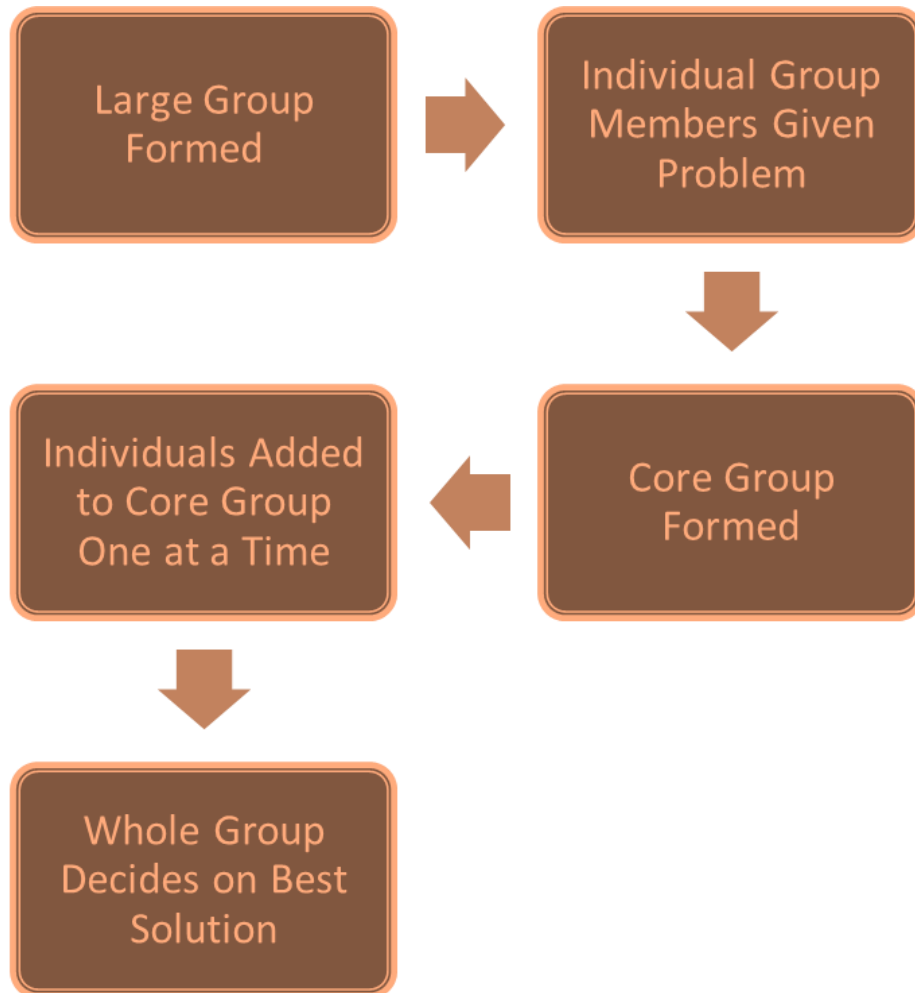 Large Group
Formed
Individual Group
Members Given
Problem
Core Group
Formed
Individuals Added
to Core Group
One at a Time
Whole Group
Decides on Best
Solution